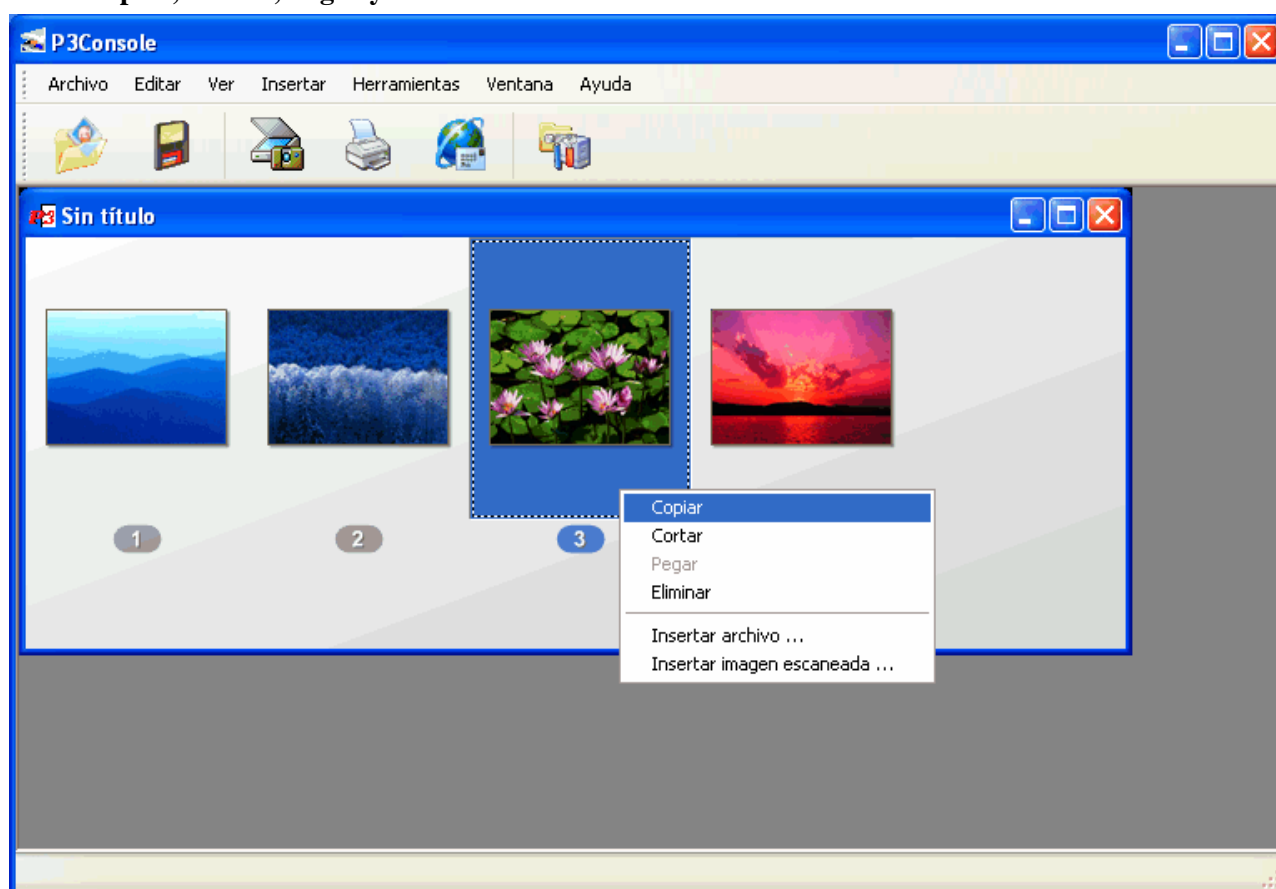 P3Console
Archivo Editar Ver Insertar Herramientas Ventana Ayuda
Sin título
1 2 3
Copiar
Cortar
Pegar
Eliminar
Insertar archivo ...
Insertar imagen escaneada ...